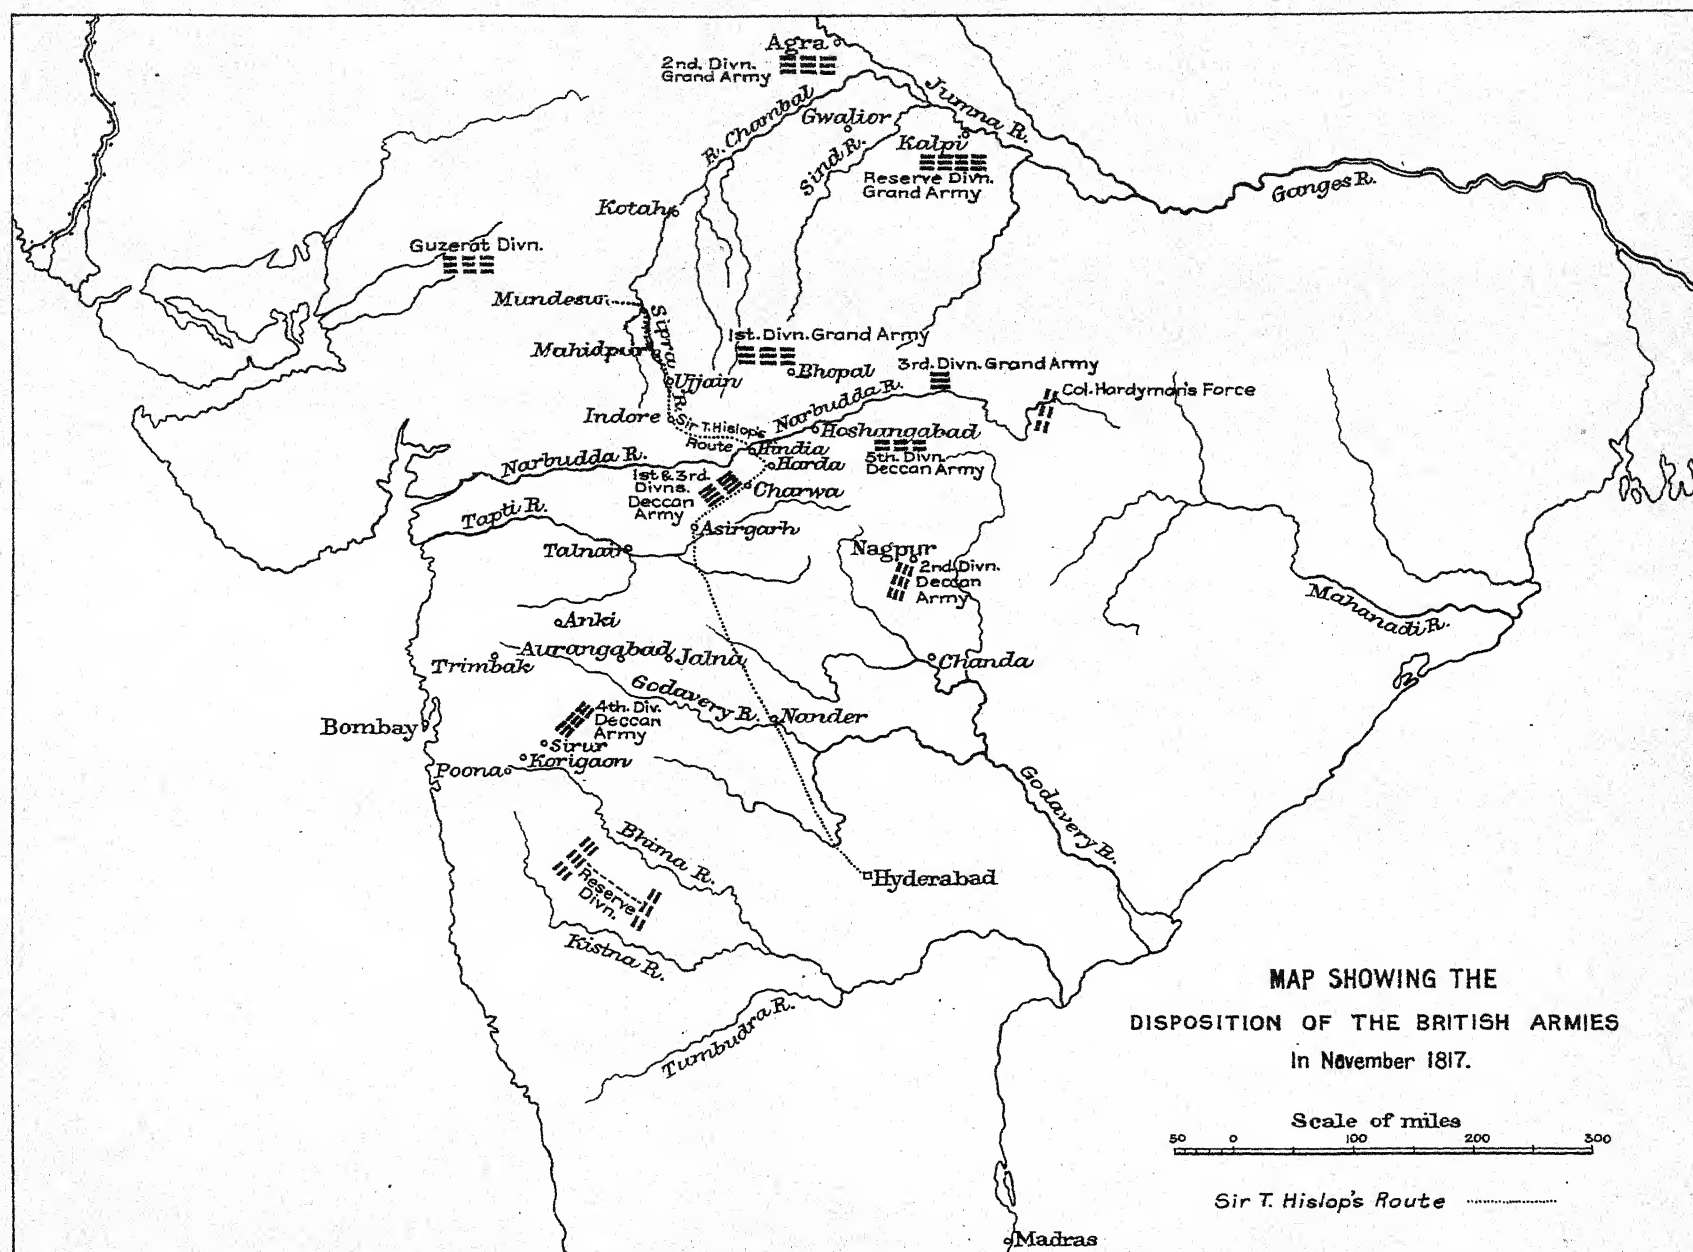 Agra
2nd. Divn.
Grand Army
R. Chambal
Gwalior
Jumna R.
Sind R.
Kalpi
Reserve Divn.
Grand Army
Ganges R.
Kotah
Guzerat Divn.
Mundesur
Sipra R.
1st. Divn. Grand Army
Mahidpur
Bhopal
3rd. Divn. Grand Army
Ujjain
Col. Hardyman's Force
Narbudda R.
Indore
Sir T. Hislop's
Route
Hoshangabad
Hindia
5th. Divn.
Deccan Army
Narbudda R.
Harda
1st & 3rd.
Divns.
Deccan
Army
Charwa
Tapti R.
Asirgarh
Talnair
Nagpur
2nd. Divn.
Deccan
Army
Mahanadi R.
Anki
Trimbak
Aurangabad
Jalna
Chanda
Godavery R.
Bombay
4th. Div.
Deccan
Army
Nander
Sirur
Korigaon
Poona
Godavery R.
Bhima R.
Hyderabad
Reserve
Divn.
Kistna R.
Tumbudra R.
MAP SHOWING THE
DISPOSITION OF THE BRITISH ARMIES
In November 1817.
Scale of miles
50 0 100 200 300
Sir T. Hislop's Route
Madras